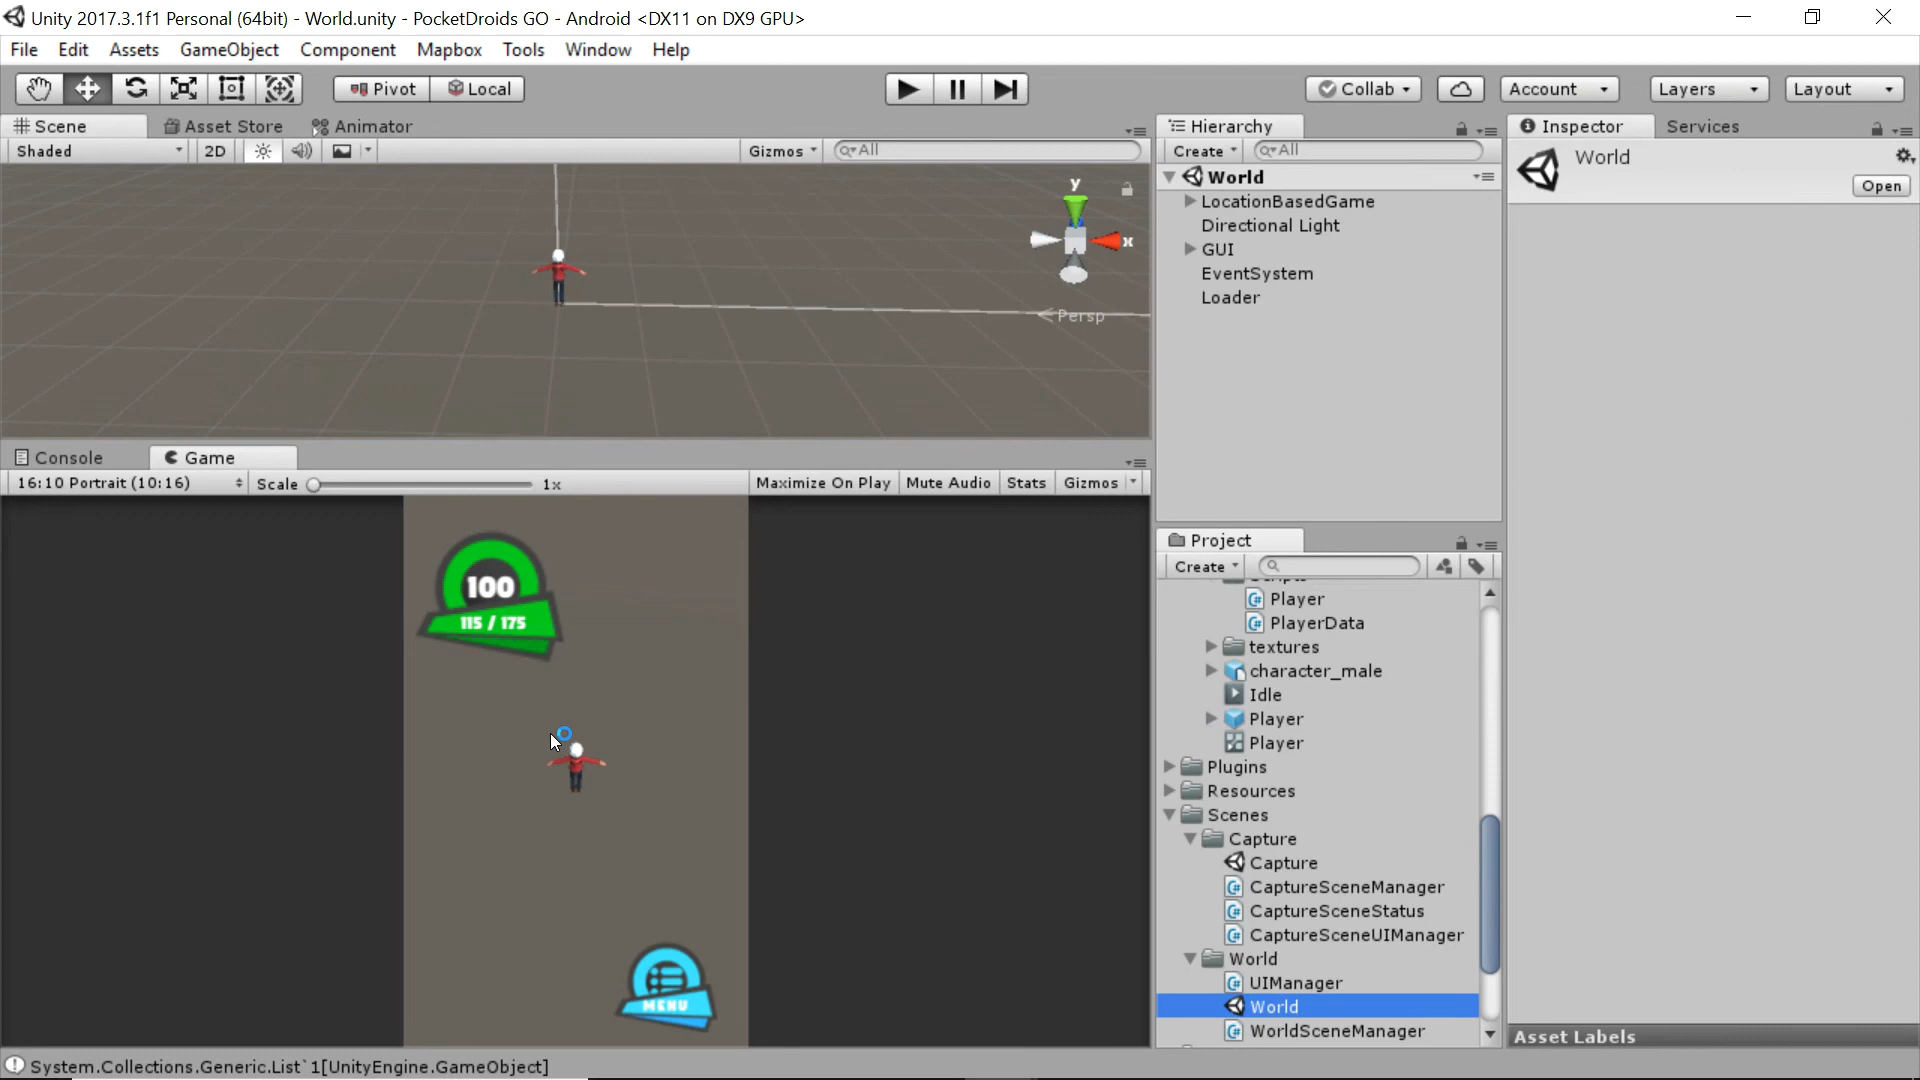 Unity 2017.3.1f1 Personal (64bit) - World.unity - PocketDroids GO - Android <DX11 on DX9 GPU>
File Edit Assets GameObject Component Mapbox Tools Window Help
Pivot Local Collab Account Layers Layout
Scene Asset Store Animator
Shaded 2D Gizmos All
y
x
Persp
Console Game
16:10 Portrait (10:16) Scale 1x Maximize On Play Mute Audio Stats Gizmos
100
115 / 175
MENU
Hierarchy
Create All
World
LocationBasedGame
Directional Light
GUI
EventSystem
Loader
Project
Create
Scripts
Player
PlayerData
textures
character_male
Idle
Player
Player
Plugins
Resources
Scenes
Capture
Capture
CaptureSceneManager
CaptureSceneStatus
CaptureSceneUIManager
World
UIManager
World
WorldSceneManager
Inspector Services
World
Open
Asset Labels
System.Collections.Generic.List`1[UnityEngine.GameObject]